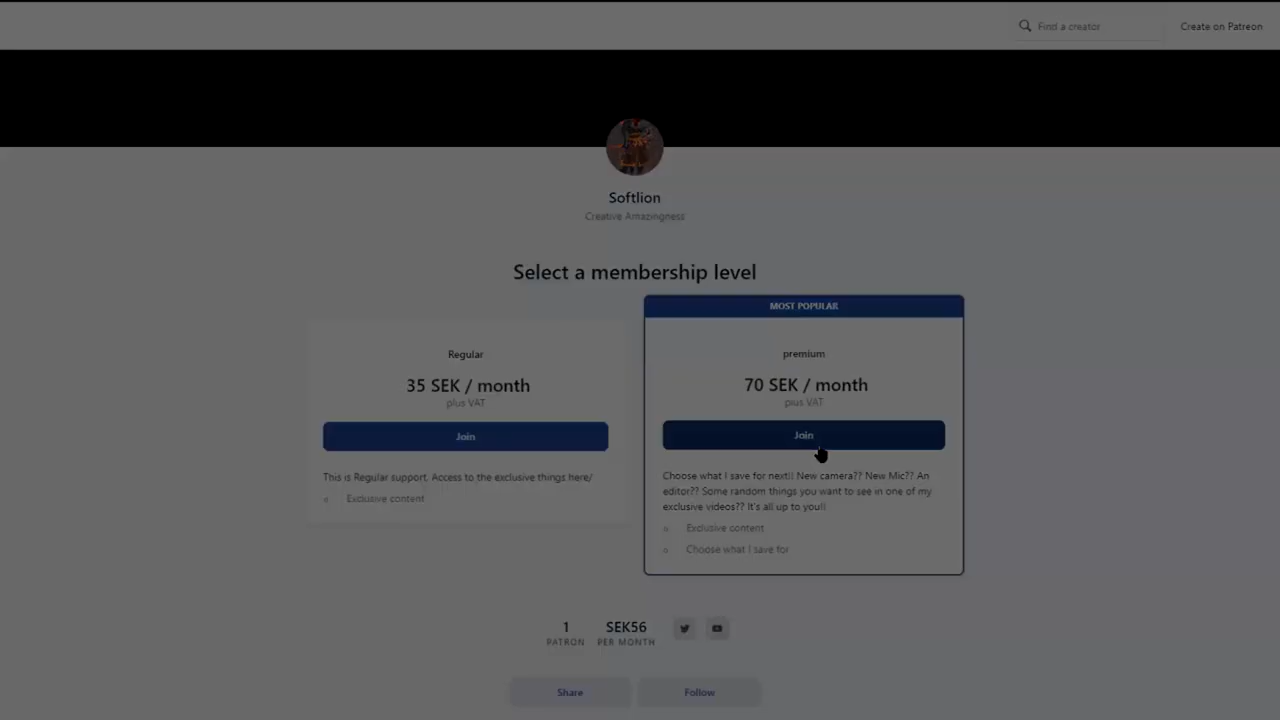 Find a creator
Create on Patreon
Softlion
Creative Amazingness
Select a membership level
MOST POPULAR
Regular
35 SEK / month
plus VAT
Join
This is Regular support. Access to the exclusive things here/
Exclusive content
premium
70 SEK / month
plus VAT
Join
Choose what I save for next!! New camera?? New Mic?? An
editor?? Some random things you want to see in one of my
exclusive videos?? It's all up to you!!
Exclusive content
Choose what I save for
1
PATRON
SEK56
PER MONTH
Share
Follow